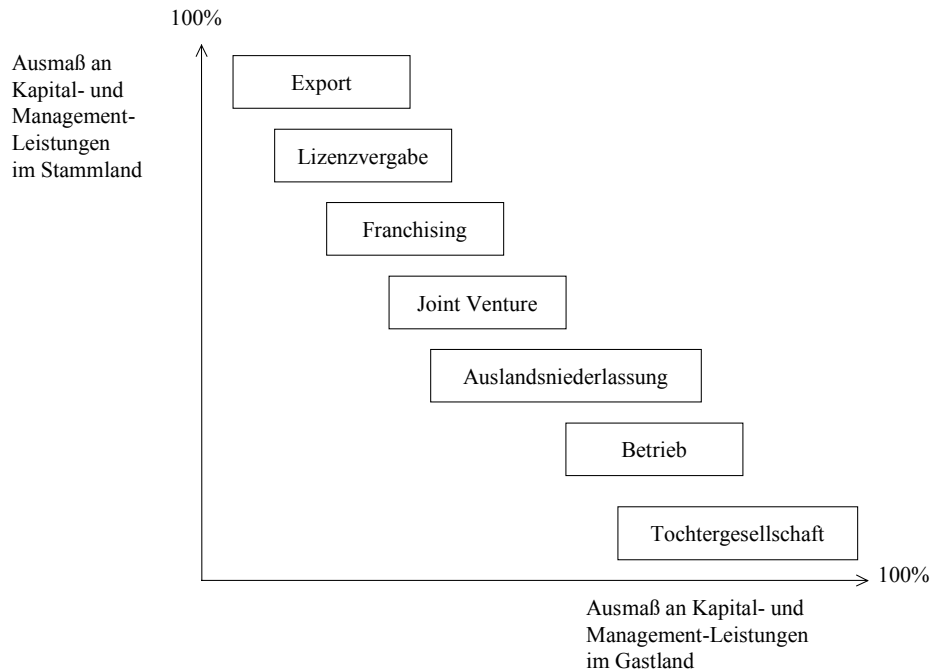 100%
Ausmaß an
Kapital- und
Management-
Leistungen
im Stammland
Export
Lizenzvergabe
Franchising
Joint Venture
Auslandsniederlassung
Betrieb
Tochtergesellschaft
100%
Ausmaß an Kapital- und
Management-Leistungen
im Gastland